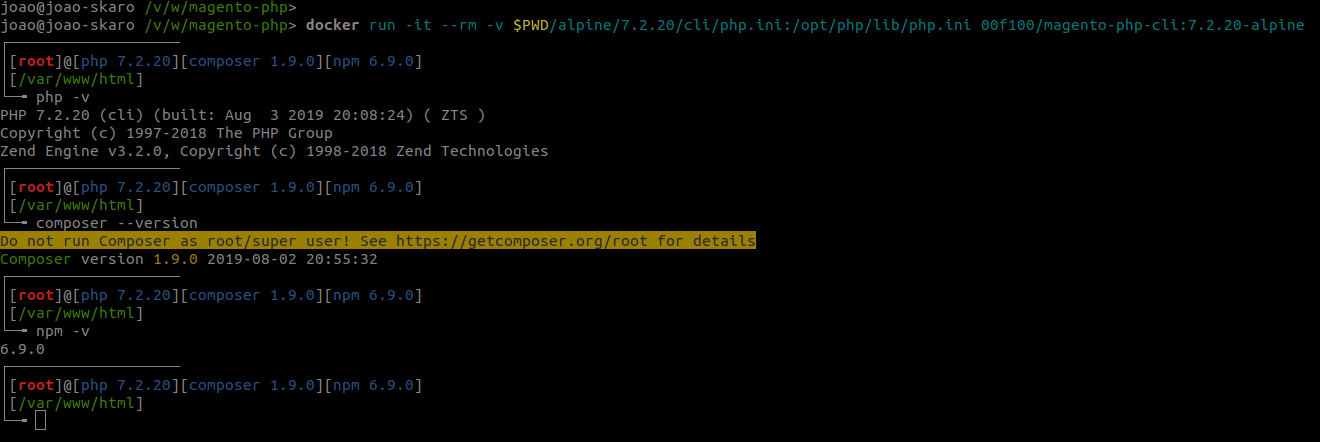 joao@joao-skaro /v/w/magento-php>
joao@joao-skaro /v/w/magento-php> docker run -it --rm -v $PWD/alpine/7.2.20/cli/php.ini:/opt/php/lib/php.ini 00f100/magento-php-cli:7.2.20-alpine
[root]@[php 7.2.20][composer 1.9.0][npm 6.9.0]
[/var/www/html]
php -v
PHP 7.2.20 (cli) (built: Aug  3 2019 20:08:24) ( ZTS )
Copyright (c) 1997-2018 The PHP Group
Zend Engine v3.2.0, Copyright (c) 1998-2018 Zend Technologies
[root]@[php 7.2.20][composer 1.9.0][npm 6.9.0]
[/var/www/html]
composer --version
Do not run Composer as root/super user! See https://getcomposer.org/root for details
Composer version 1.9.0 2019-08-02 20:55:32
[root]@[php 7.2.20][composer 1.9.0][npm 6.9.0]
[/var/www/html]
npm -v
6.9.0
[root]@[php 7.2.20][composer 1.9.0][npm 6.9.0]
[/var/www/html]